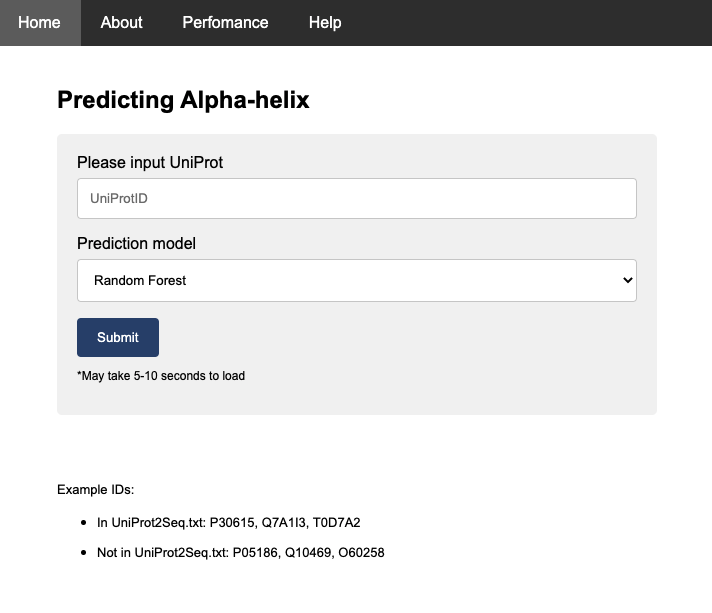 Home About Perfomance Help
Predicting Alpha-helix
Please input UniProt
UniProtID
Prediction model
Random Forest
Submit
*May take 5-10 seconds to load
Example IDs:
• In UniProt2Seq.txt: P30615, Q7A1I3, T0D7A2
• Not in UniProt2Seq.txt: P05186, Q10469, O60258